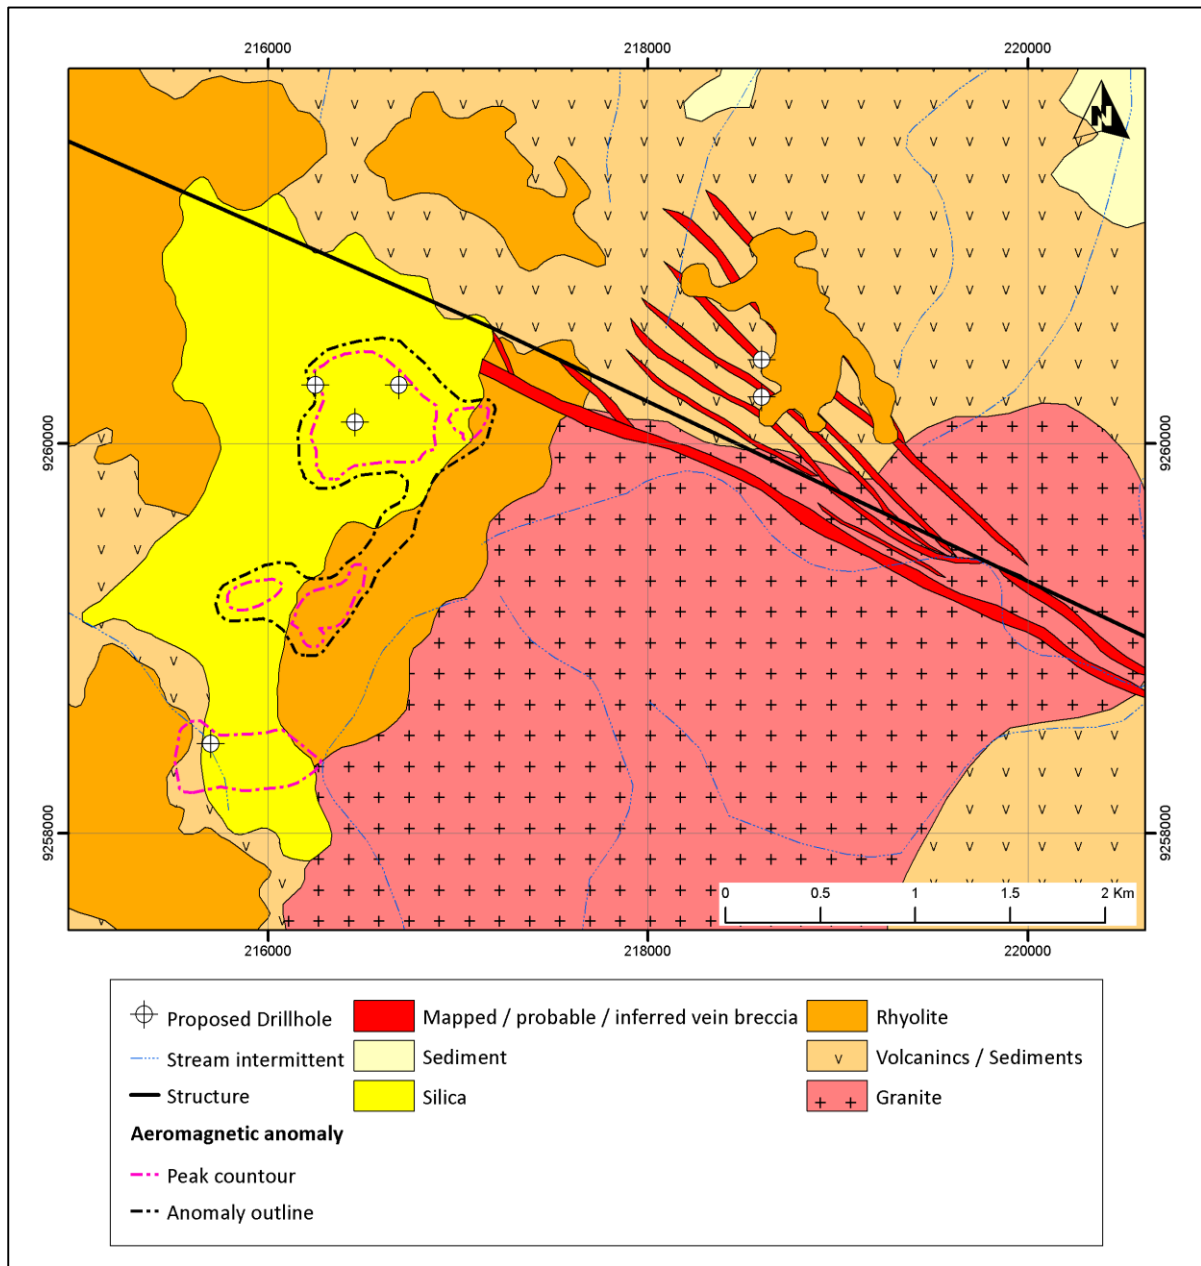 216000 218000 220000
N
9260000 9260000
9258000 9258000
0 0.5 1 1.5 2 Km
216000 218000 220000
Proposed Drillhole
Stream intermittent
Structure
Aeromagnetic anomaly
Peak countour
Anomaly outline
Mapped / probable / inferred vein breccia
Sediment
Silica
Rhyolite
Volcanincs / Sediments
Granite